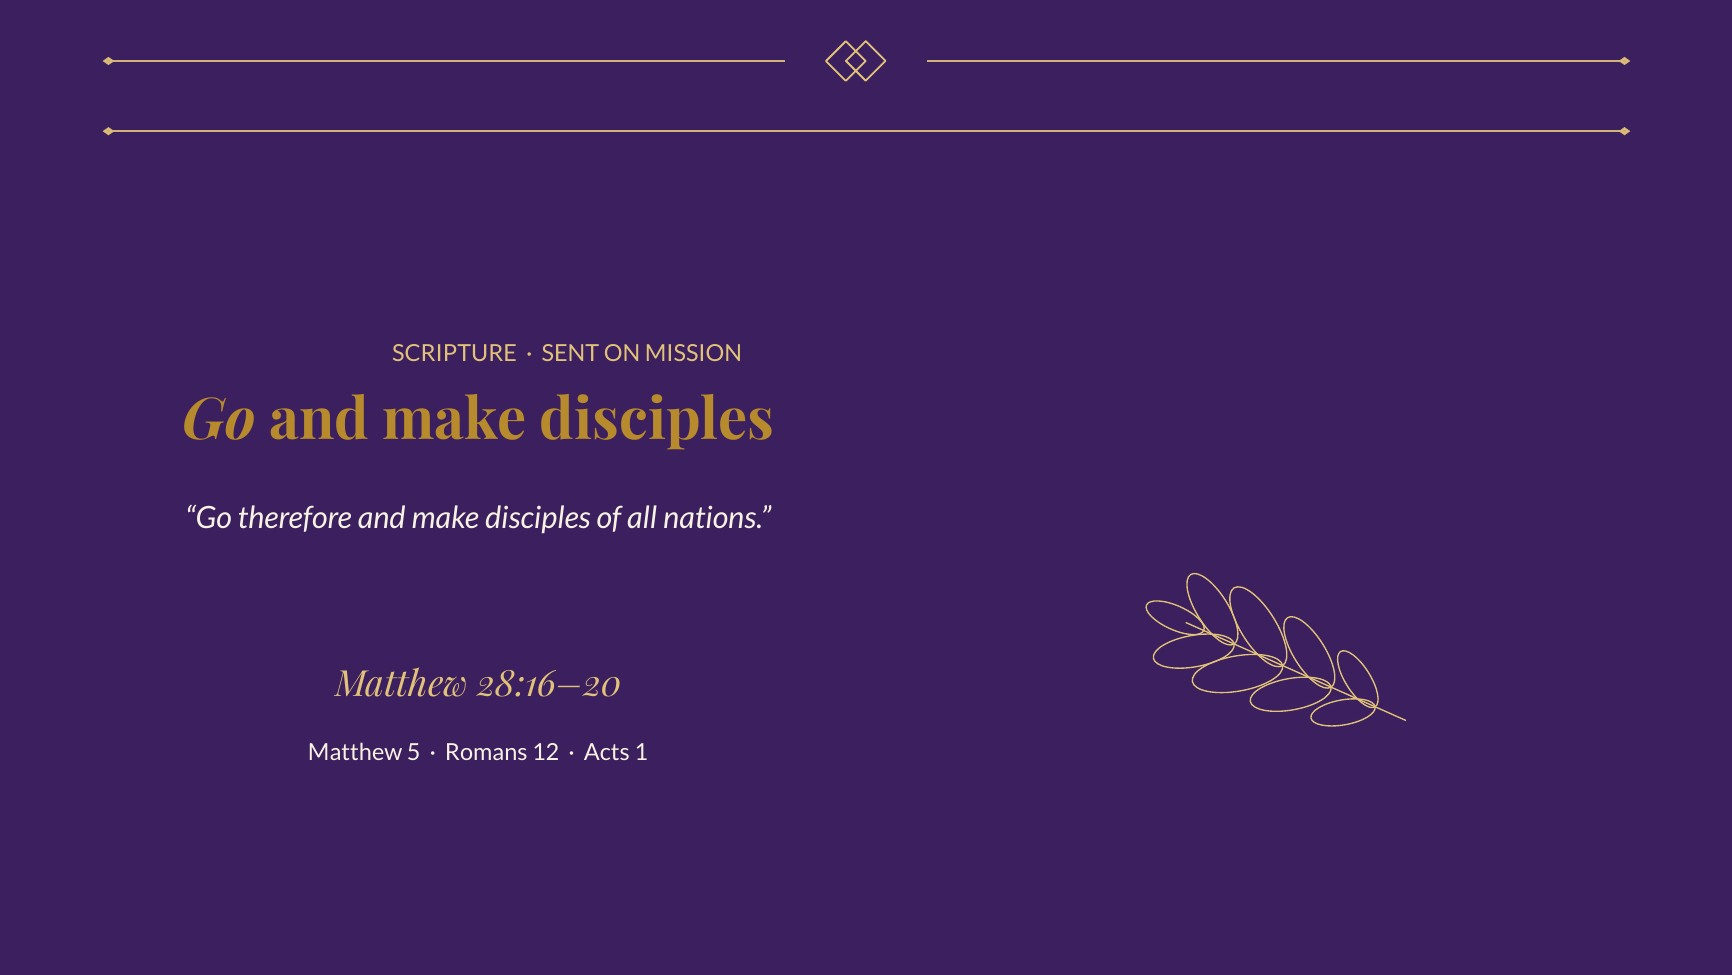 SCRIPTURE · SENT ON MISSION
Go and make disciples
“Go therefore and make disciples of all nations.”
Matthew 28:16–20
Matthew 5 · Romans 12 · Acts 1